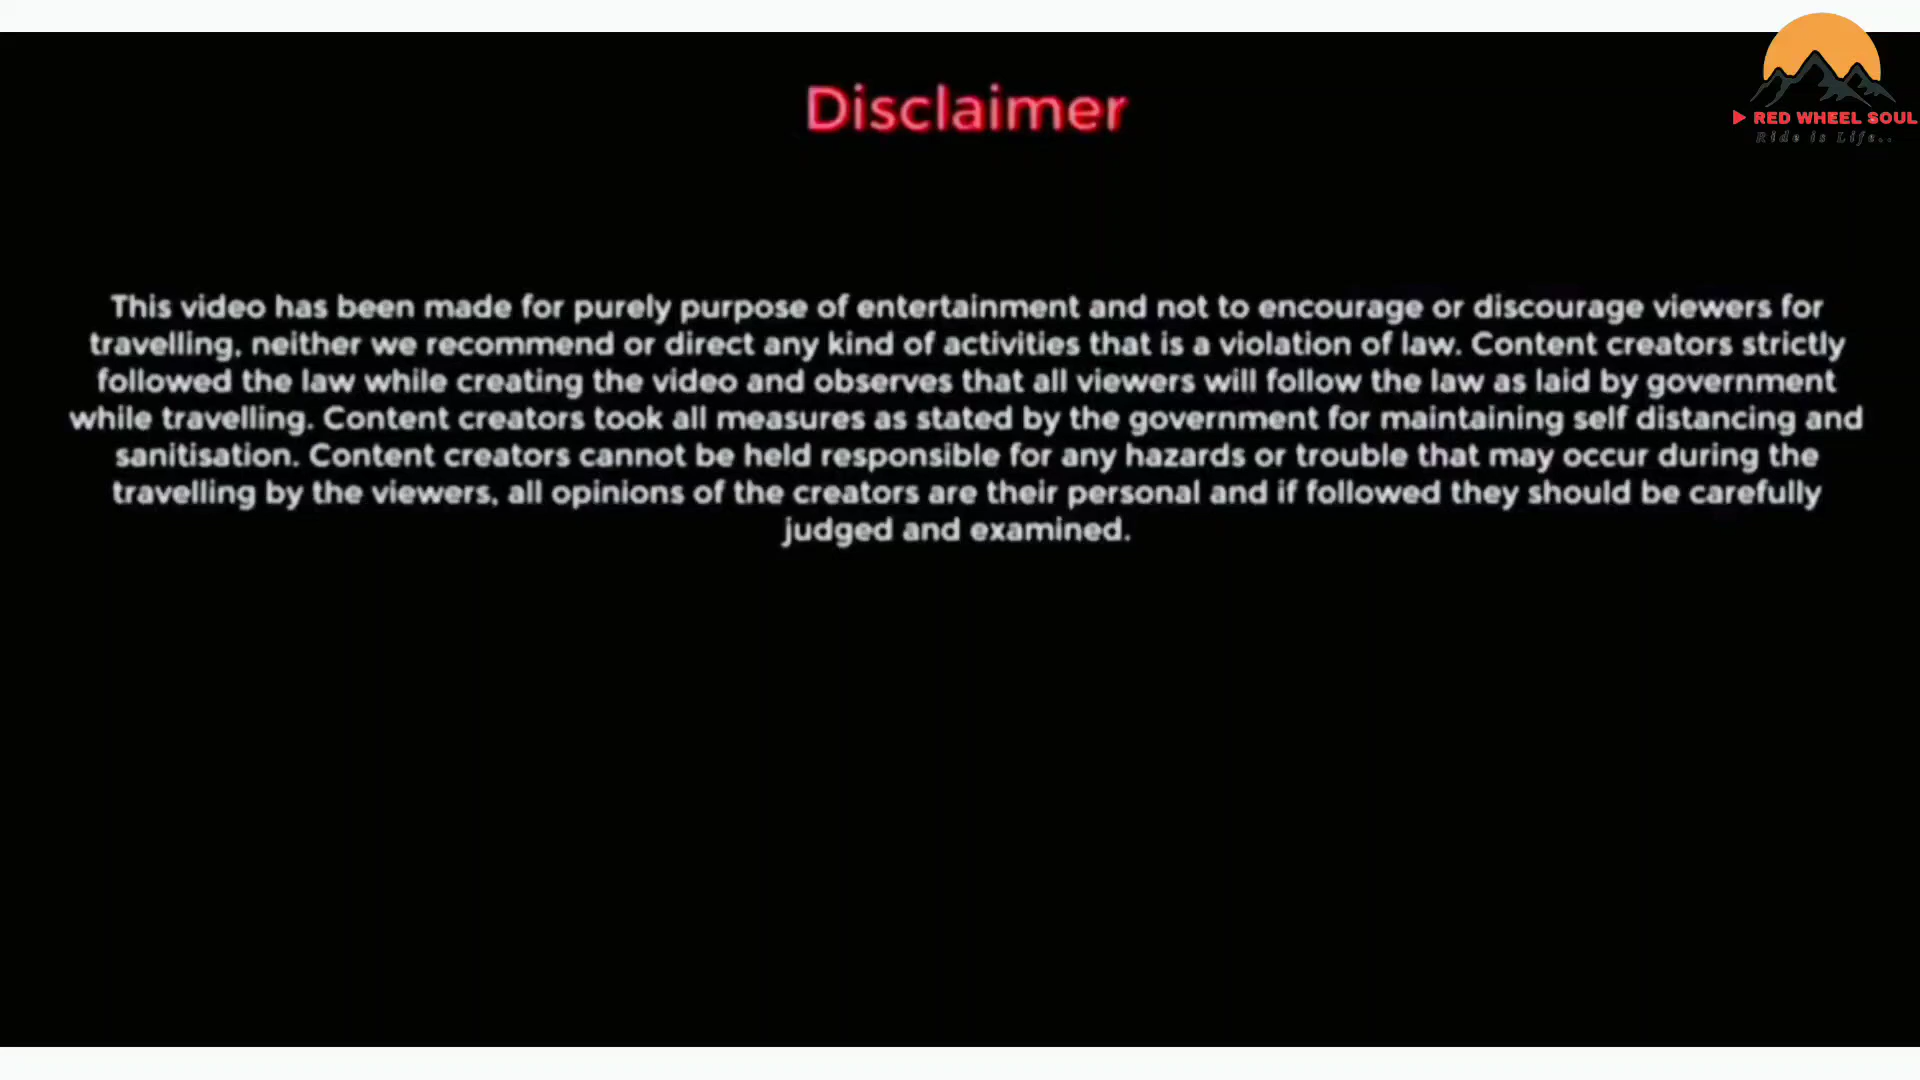 Disclaimer
RED WHEEL SOUL
Ride is Life..
This video has been made for purely purpose of entertainment and not to encourage or discourage viewers for
travelling, neither we recommend or direct any kind of activities that is a violation of law. Content creators strictly
followed the law while creating the video and observes that all viewers will follow the law as laid by government
while travelling. Content creators took all measures as stated by the government for maintaining self distancing and
sanitisation. Content creators cannot be held responsible for any hazards or trouble that may occur during the
travelling by the viewers, all opinions of the creators are their personal and if followed they should be carefully
judged and examined.